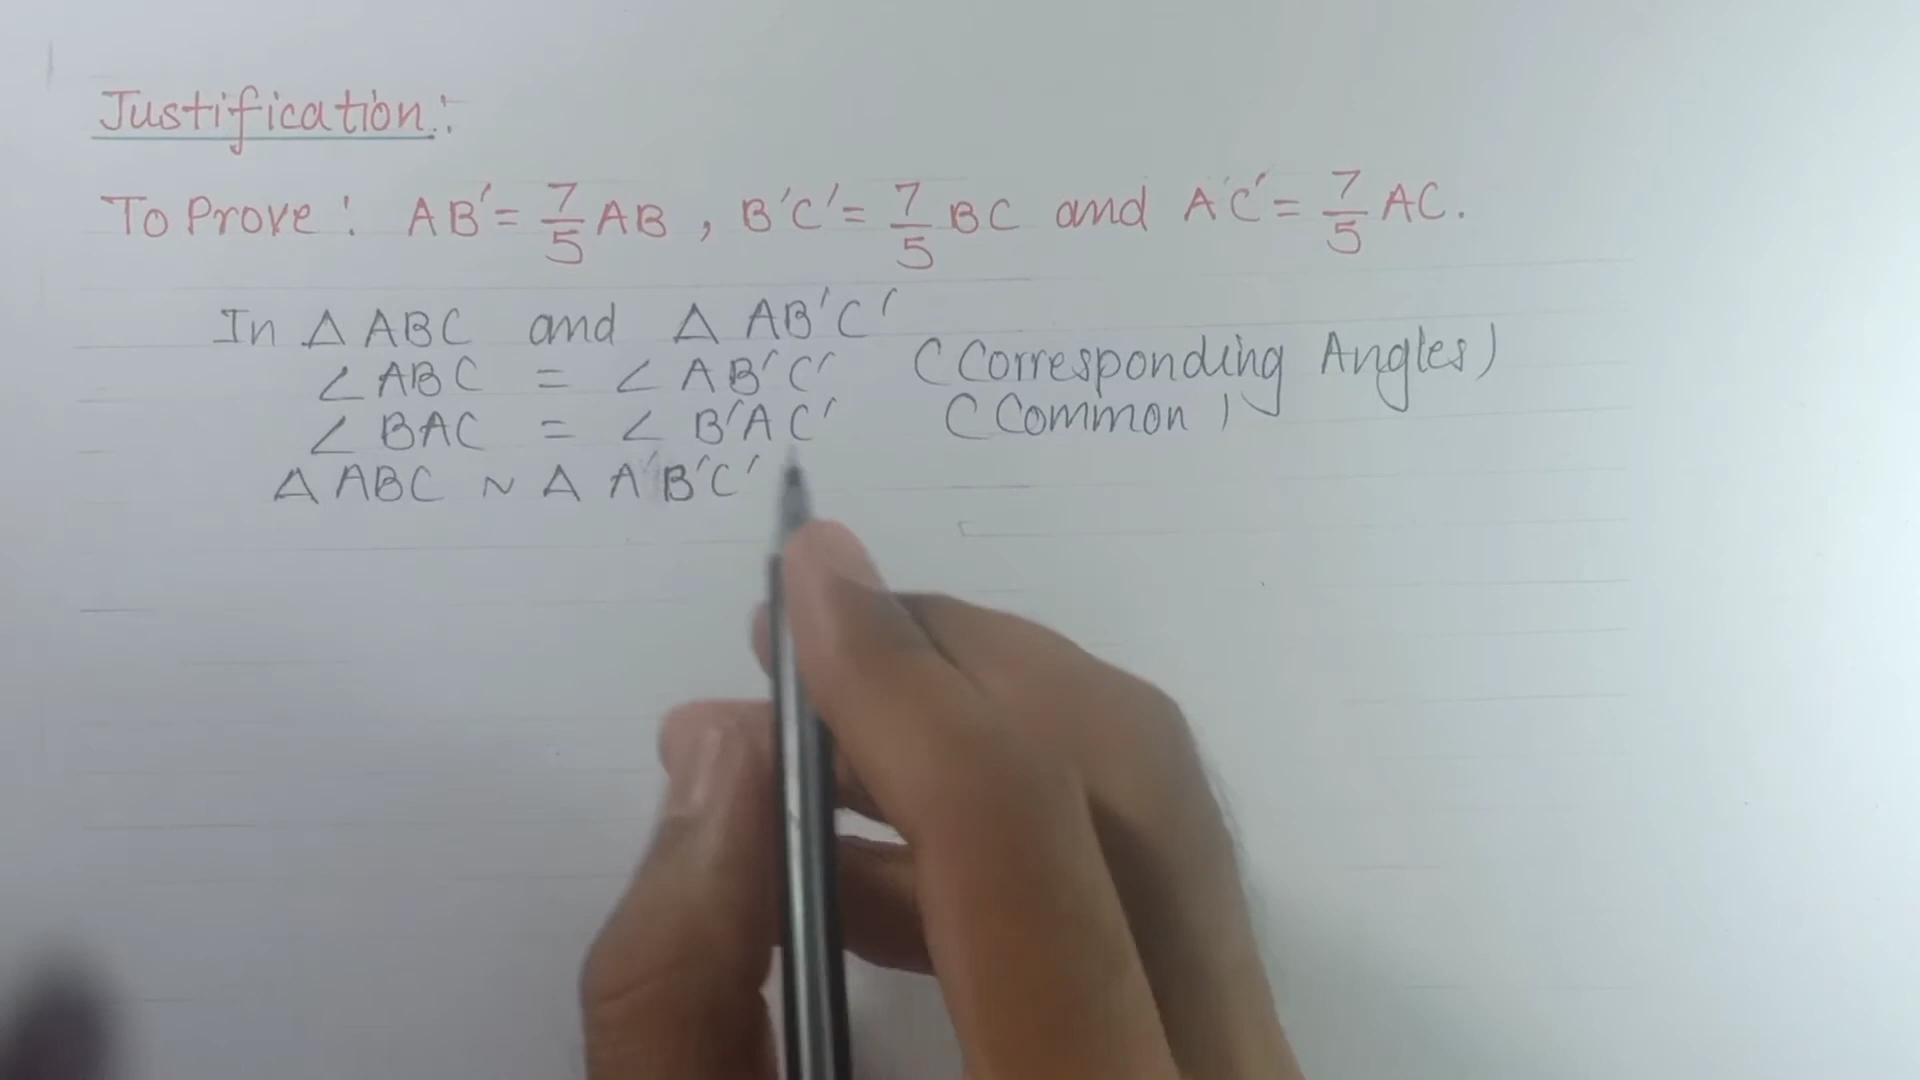 Justification:
To Prove: AB' = 7/5 AB, B'C' = 7/5 BC and A'C' = 7/5 AC.
In △ ABC and △ AB'C'
∠ABC = ∠AB'C' (Corresponding Angles)
∠BAC = ∠B'AC' (Common)
△ ABC ~ △ A'B'C'